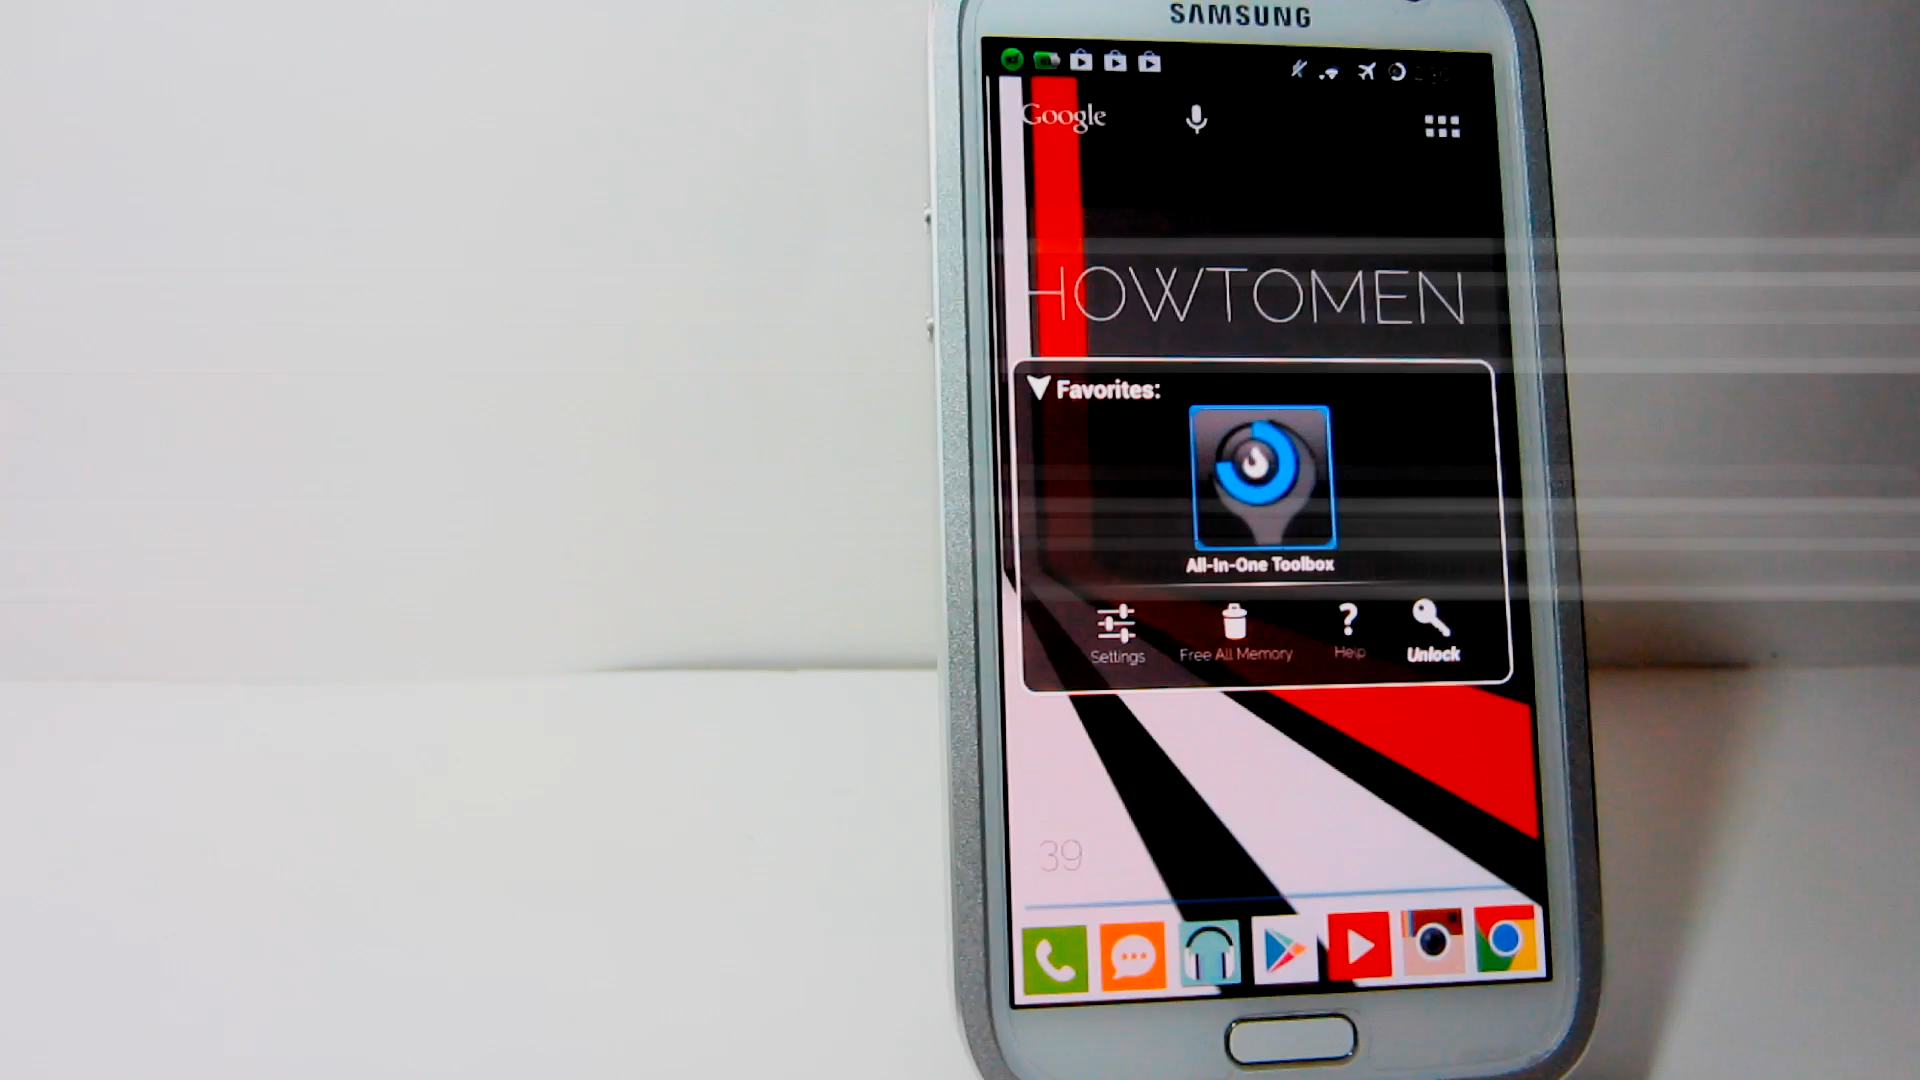 SAMSUNG
Google
HOWTOMEN
Favorites:
All-In-One Toolbox
Settings
Free All Memory
Help
Unlock
39